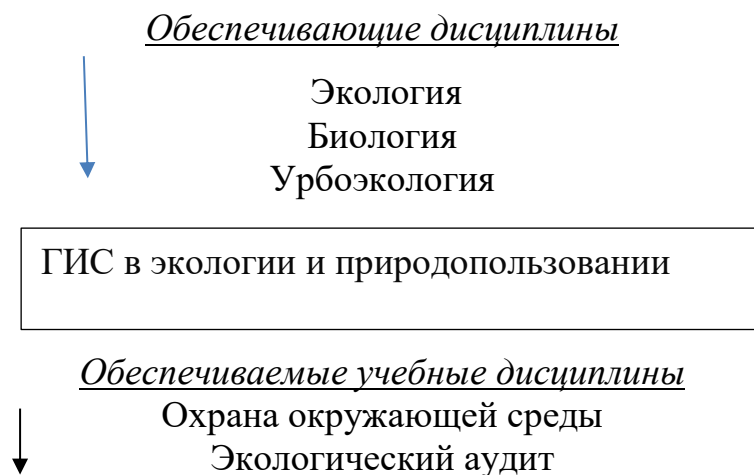 Обеспечивающие дисциплины
Экология
Биология
Урбоэкология
ГИС в экологии и природопользовании
Обеспечиваемые учебные дисциплины
Охрана окружающей среды
Экологический аудит